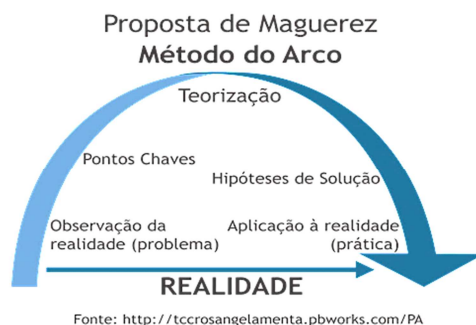 Proposta de Maguerez
Método do Arco
Teorização
Pontos Chaves
Hipóteses de Solução
Observação da
realidade (problema)
Aplicação à realidade
(prática)
REALIDADE
Fonte: http://tccrosangelamenta.pbworks.com/PA